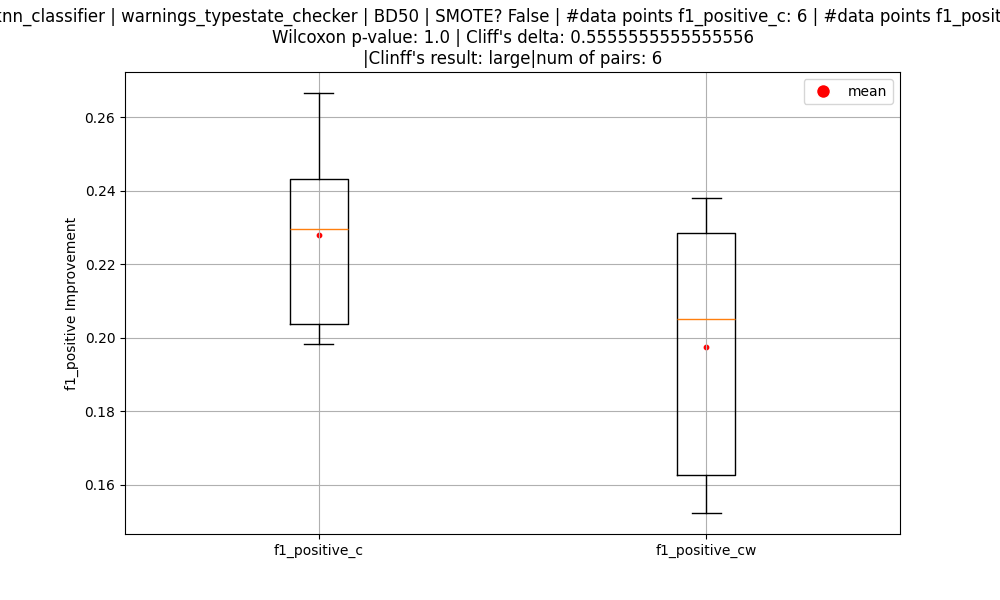 knn_classifier | warnings_typestate_checker | BD50 | SMOTE? False | #data points f1_positive_c: 6 | #data points
Wilcoxon p-value: 1.0 | Cliff's delta: 0.5555555555555556
|Clinff's result: large|num of pairs: 6
mean
0.26
0.24
0.22
0.20
0.18
0.16
f1_positive Improvement
f1_positive_c
f1_positive_cw